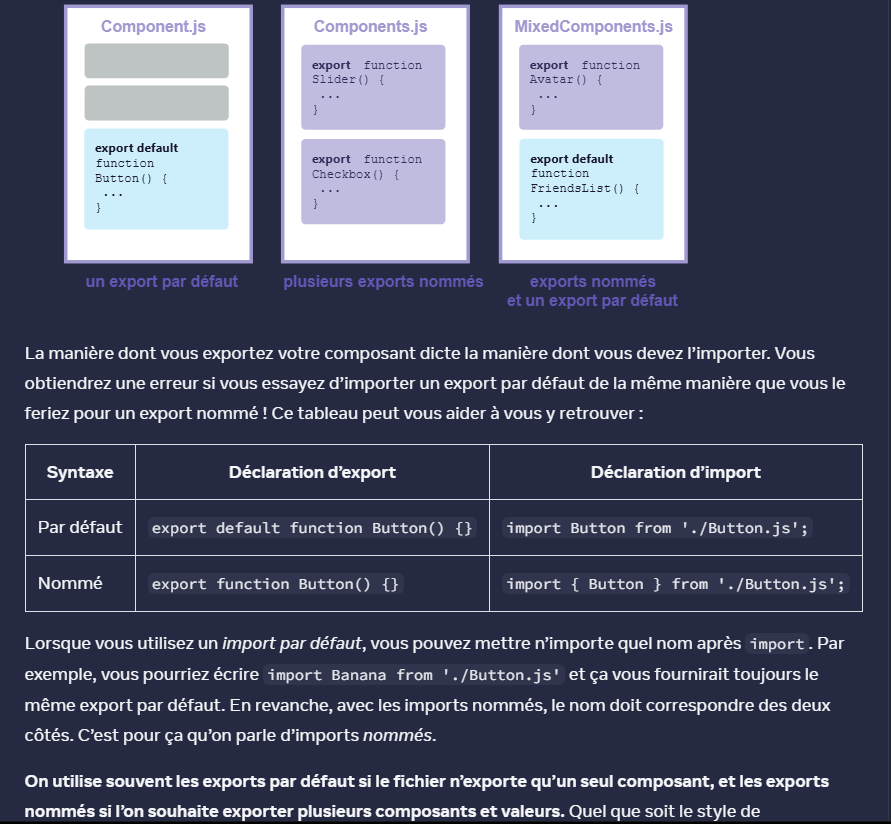 Component.js
export default
function
Button() {
...
}
un export par défaut
Components.js
export function
Slider() {
...
}
export function
Checkbox() {
...
}
plusieurs exports nommés
MixedComponents.js
export function
Avatar() {
...
}
export default
function
FriendsList() {
...
}
exports nommés
et un export par défaut
La manière dont vous exportez votre composant dicte la manière dont vous devez l’importer. Vous
obtiendrez une erreur si vous essayez d’importer un export par défaut de la même manière que vous le
feriez pour un export nommé ! Ce tableau peut vous aider à vous y retrouver :
Syntaxe Déclaration d’export Déclaration d’import
Par défaut export default function Button() {} import Button from './Button.js';
Nommé export function Button() {} import { Button } from './Button.js';
Lorsque vous utilisez un import par défaut, vous pouvez mettre n’importe quel nom après import. Par
exemple, vous pourriez écrire import Banana from './Button.js' et ça vous fournirait toujours le
même export par défaut. En revanche, avec les imports nommés, le nom doit correspondre des deux
côtés. C’est pour ça qu’on parle d’imports nommés.
On utilise souvent les exports par défaut si le fichier n’exporte qu’un seul composant, et les exports
nommés si l’on souhaite exporter plusieurs composants et valeurs. Quel que soit le style de